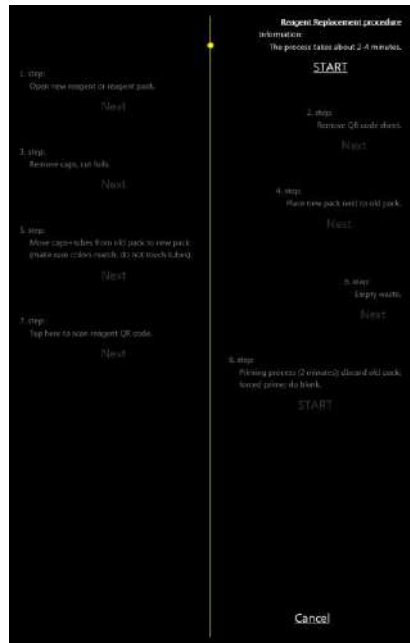 Reagent Replacement procedure
Information:
The process takes about 2-4 minutes.
START
1. step:
Open new reagent or reagent pack.
Next
2. step:
Remove QR code sheet.
Next
3. step:
Remove caps, cut foils.
Next
4. step:
Place new pack next to old pack.
Next
5. step:
Move caps+tubes from old pack to new pack
(make sure colors match, do not touch tubes).
Next
6. step:
Empty waste.
Next
7. step:
Tap here to scan reagent QR code.
Next
8. step:
Priming process (2 minutes): discard old pack;
forced prime; do blank.
START
Cancel